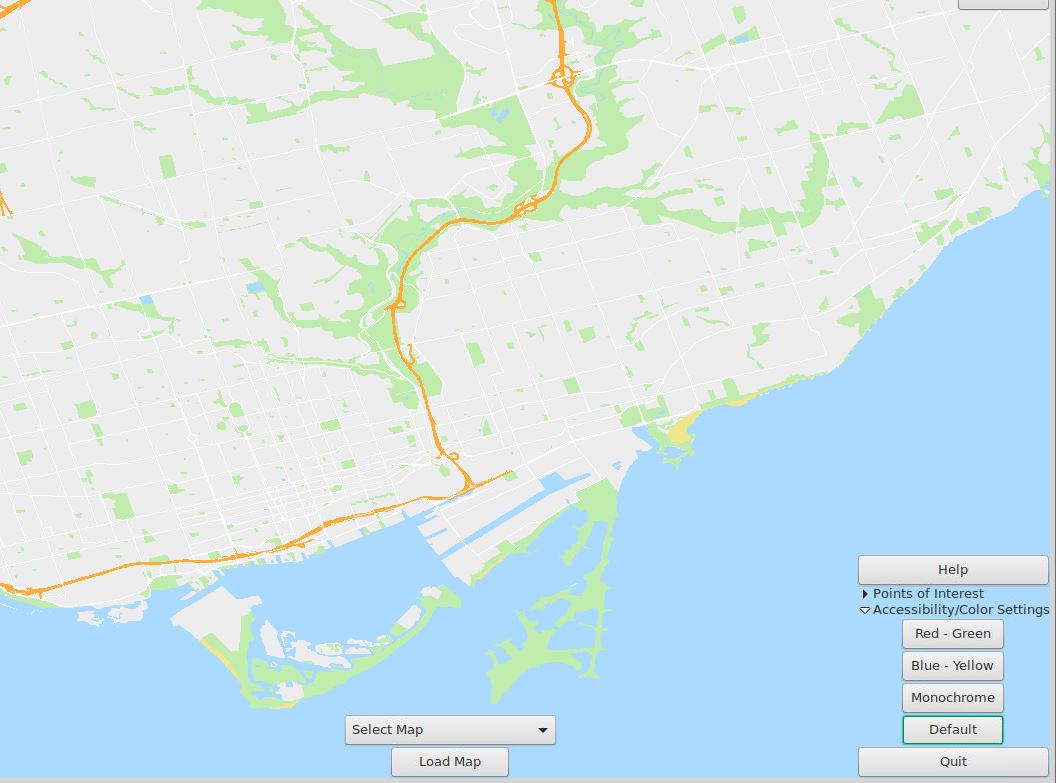 Help
Points of Interest
Accessibility/Color Settings
Red - Green
Blue - Yellow
Monochrome
Select Map
Default
Load Map
Quit